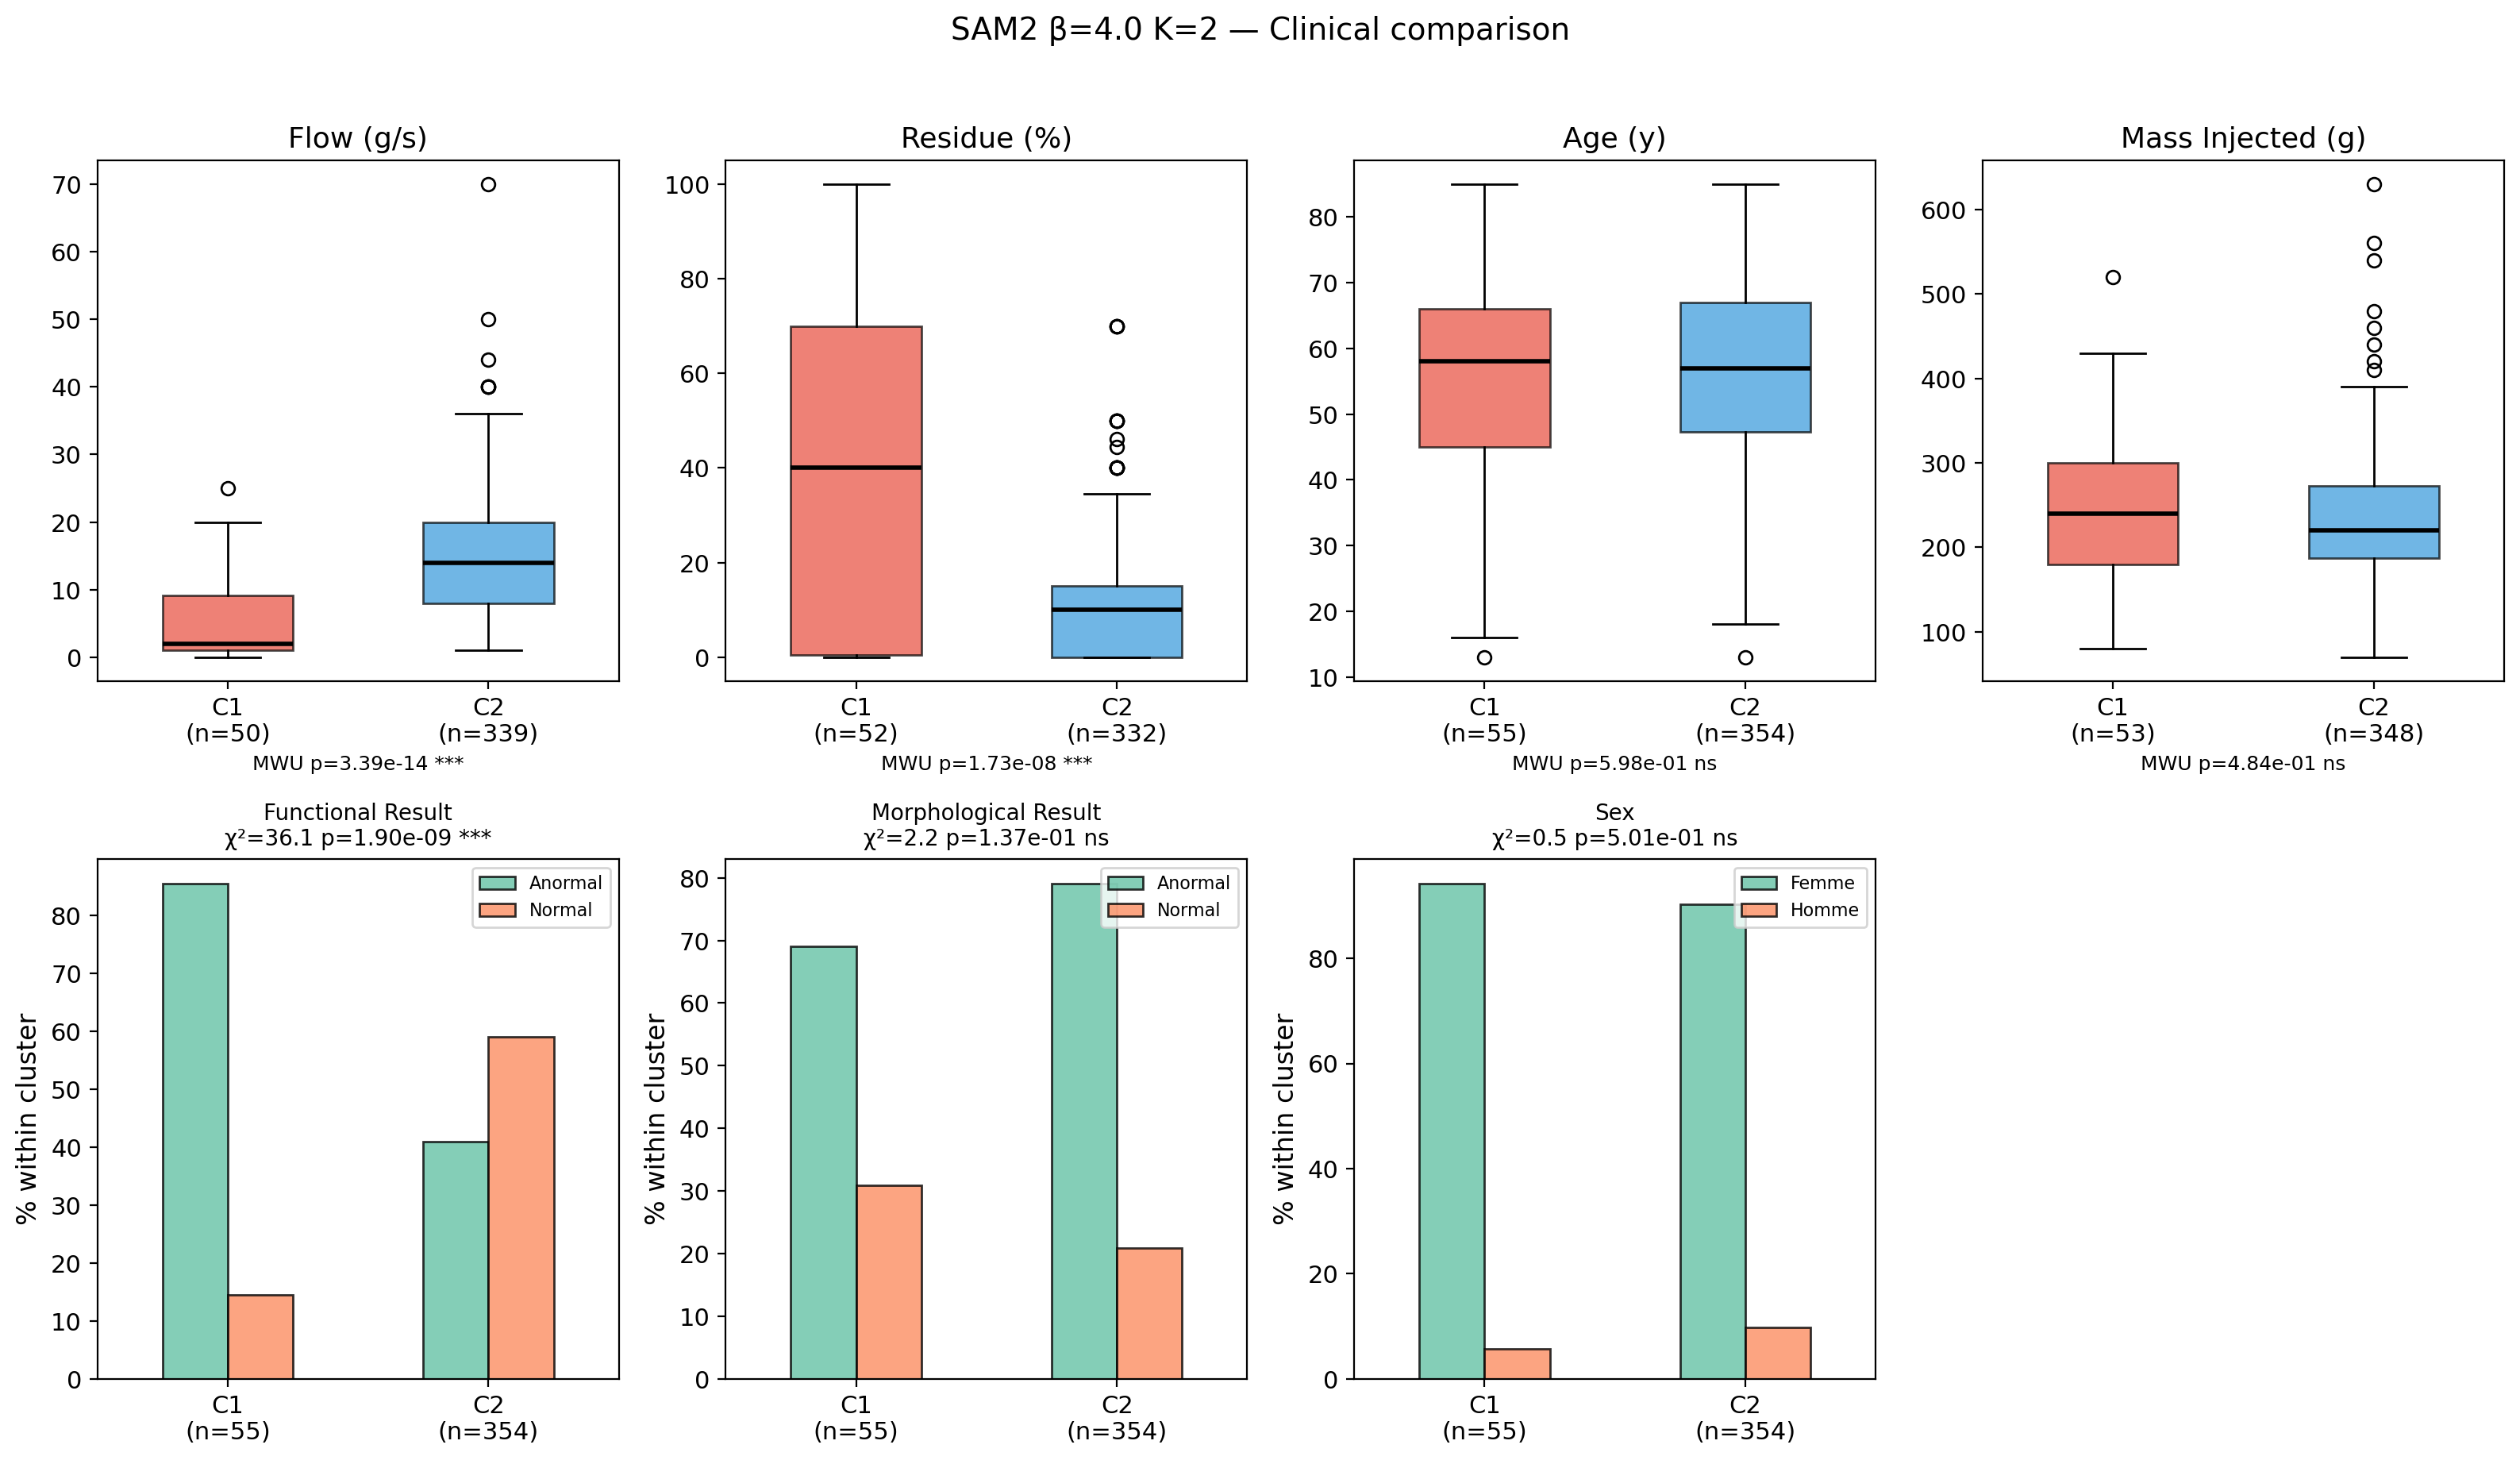 SAM2 β=4.0 K=2 — Clinical comparison
Flow (g/s)
70
60
50
40
30
20
10
0
C1
(n=50)
C2
(n=339)
MWU p=3.39e-14 ***
Residue (%)
100
80
60
40
20
0
C1
(n=52)
C2
(n=332)
MWU p=1.73e-08 ***
Age (y)
80
70
60
50
40
30
20
10
C1
(n=55)
C2
(n=354)
MWU p=5.98e-01 ns
Mass Injected (g)
600
500
400
300
200
100
C1
(n=53)
C2
(n=348)
MWU p=4.84e-01 ns
Functional Result
χ²=36.1 p=1.90e-09 ***
Anormal
Normal
% within cluster
80
70
60
50
40
30
20
10
0
C1
(n=55)
C2
(n=354)
Morphological Result
χ²=2.2 p=1.37e-01 ns
Anormal
Normal
% within cluster
80
70
60
50
40
30
20
10
0
C1
(n=55)
C2
(n=354)
Sex
χ²=0.5 p=5.01e-01 ns
Femme
Homme
% within cluster
80
60
40
20
0
C1
(n=55)
C2
(n=354)